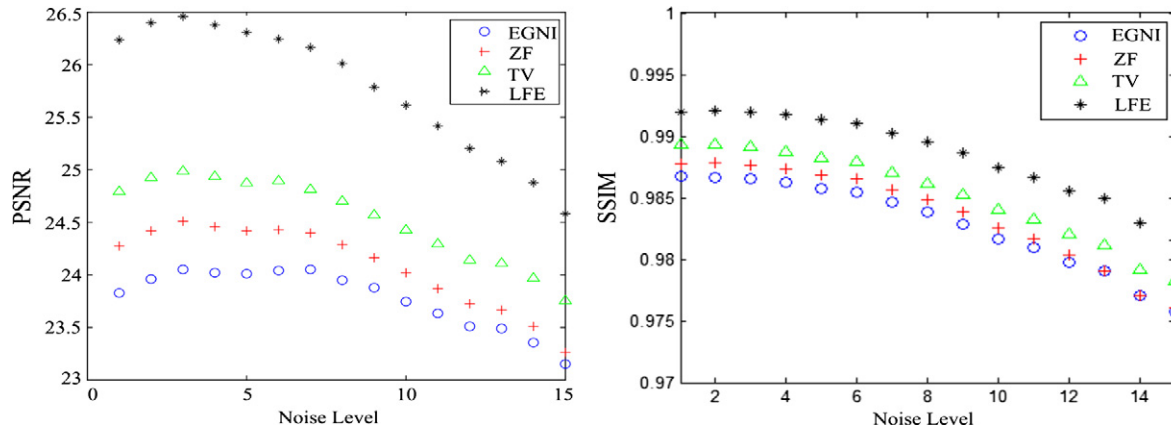 26.5
26
25.5
25
24.5
24
23.5
23
PSNR
0
5
10
15
Noise Level
EGNI
ZF
TV
LFE
1
0.995
0.99
0.985
0.98
0.975
0.97
SSIM
2
4
6
8
10
12
14
Noise Level
EGNI
ZF
TV
LFE